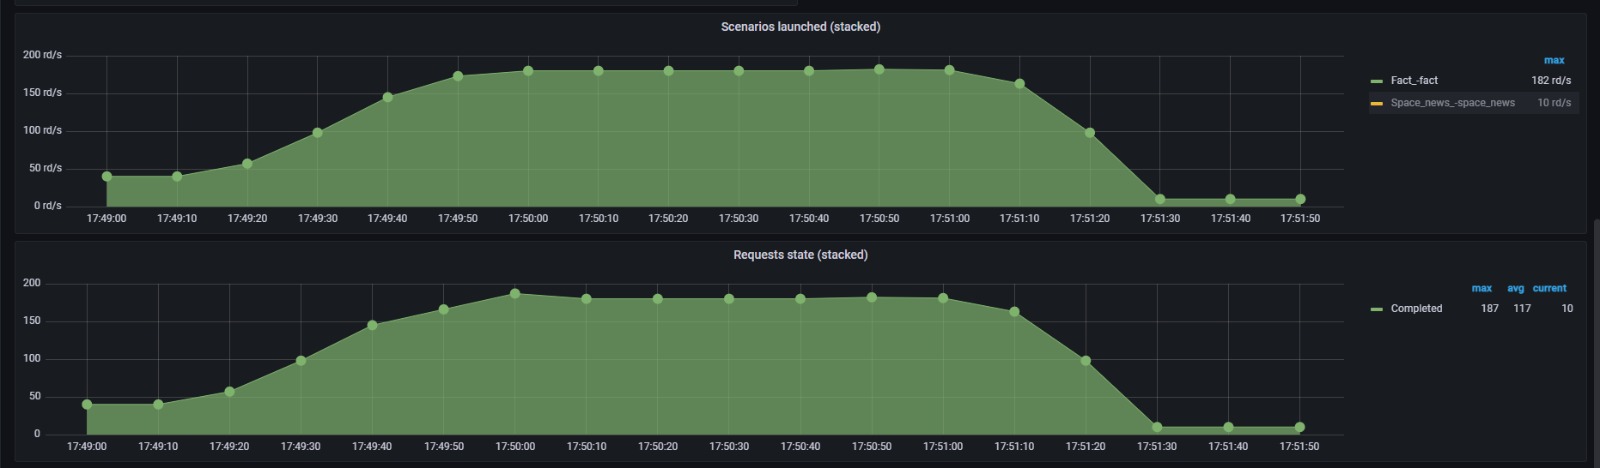 Scenarios launched (stacked)
200 rd/s
150 rd/s
100 rd/s
50 rd/s
0 rd/s
17:49:00 17:49:10 17:49:20 17:49:30 17:49:40 17:49:50 17:50:00 17:50:10 17:50:20 17:50:30 17:50:40 17:50:50 17:51:00 17:51:10 17:51:20 17:51:30 17:51:40 17:51:50
max
Fact_-fact 182 rd/s
Space_news_-space_news 10 rd/s
Requests state (stacked)
200
150
100
50
0
17:49:00 17:49:10 17:49:20 17:49:30 17:49:40 17:49:50 17:50:00 17:50:10 17:50:20 17:50:30 17:50:40 17:50:50 17:51:00 17:51:10 17:51:20 17:51:30 17:51:40 17:51:50
max avg current
Completed 187 117 10